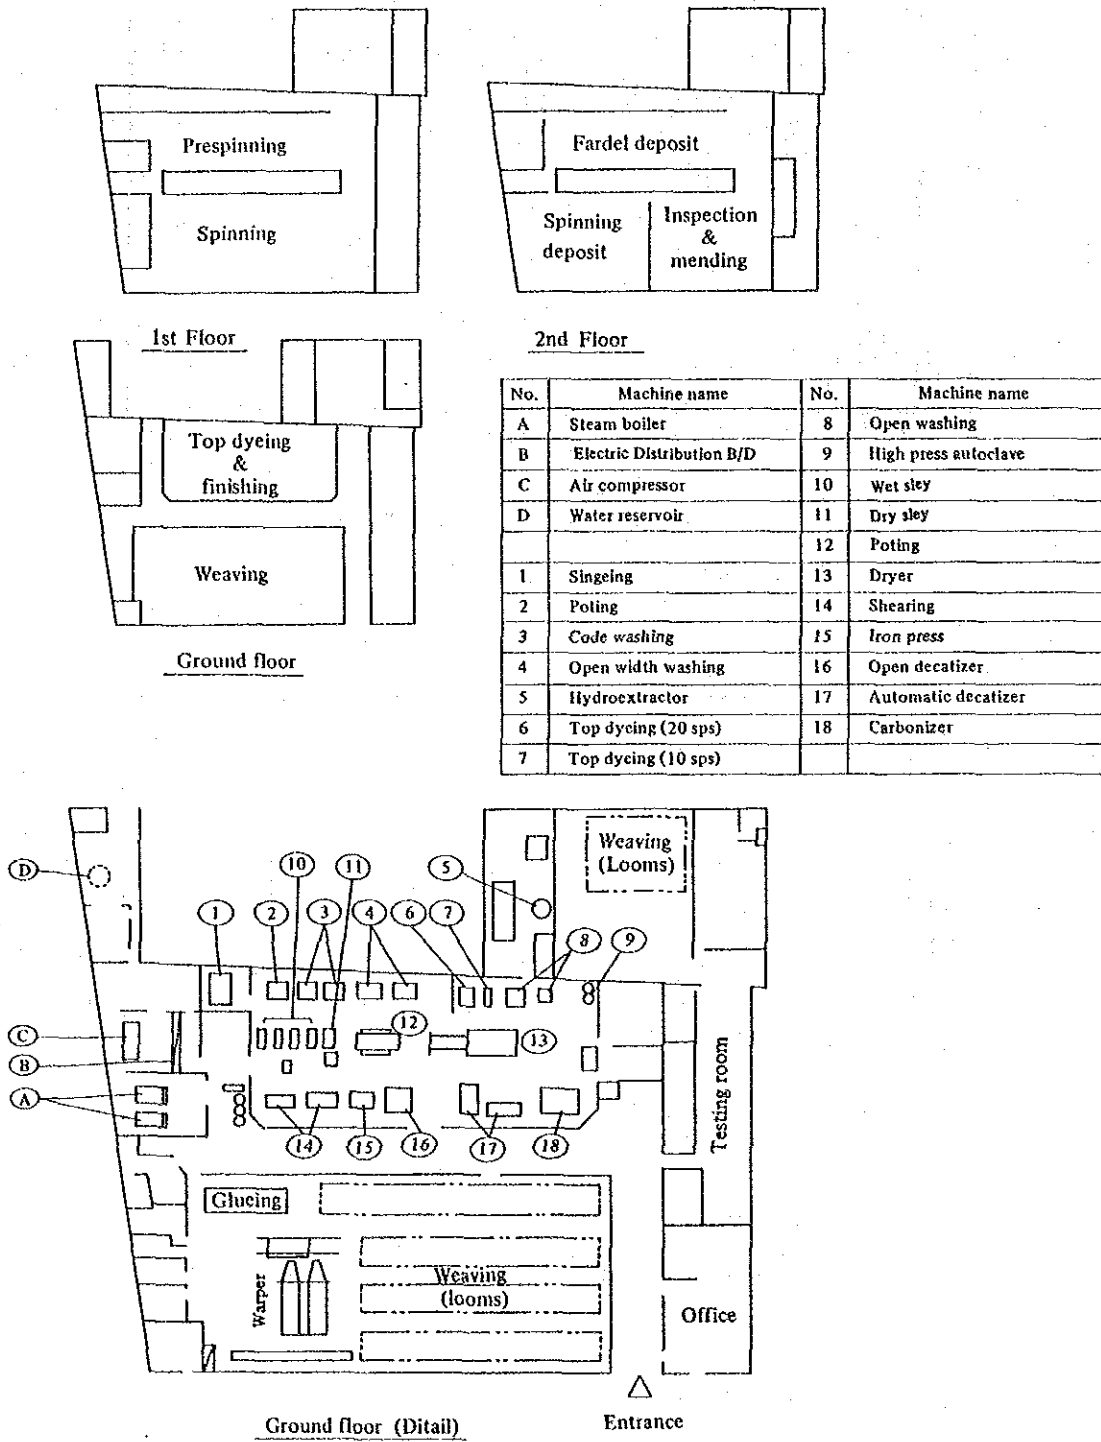 Prespinning
Spinning
1st Floor
Fardel deposit
Spinning
deposit
Inspection
&
mending
2nd Floor
Top dyeing
&
finishing
Weaving
Ground floor
No. Machine name No. Machine name
A Steam boiler 8 Open washing
B Electric Distribution B/D 9 High press autoclave
C Air compressor 10 Wet sley
D Water reservoir 11 Dry sley
12 Poting
1 Singeing 13 Dryer
2 Poting 14 Shearing
3 Code washing 15 Iron press
4 Open width washing 16 Open decatizer
5 Hydroextractor 17 Automatic decatizer
6 Top dyeing (20 sps) 18 Carbonizer
7 Top dyeing (10 sps)
Weaving
(Looms)
D
10 11 5
1 2 3 4 6 7 8 9
C
12 13
B
A
14 15 16 17 18
Testing room
Glueing
Warper
Weaving
(looms)
Office
Entrance
Ground floor (Ditail)